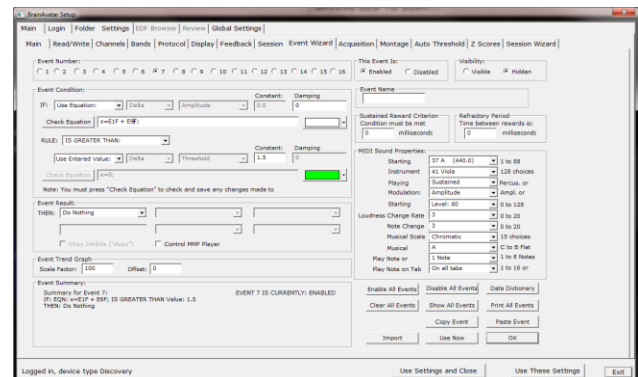 BrainAvatar Setup
Main Login Folder Settings EDF Browser Review Global Settings
Main Read/Write Channels Bands Protocol Display Feedback Session Event Wizard Acquisition Montage Auto Threshold Z Scores Session Wizard
Event Number:
1 2 3 4 5 6 7 8 9 10 11 12 13 14 15 16
This Event Is:
Enabled Disabled
Visibility:
Visible Hidden
Event Condition:
Constant: Damping
IF: Use Equation: Delta Amplitude 0.0 0
Check Equation x=E1F + E9F;
RULE: IS GREATER THAN:
Constant: Damping
Use Entered Value: Delta Threshold 1.5 0
Check Equation x=0;
Note: You must press "Check Equation" to check and save any changes made to
Event Name
Sustained Reward Criterion
Condition must be met
0 milliseconds
Refractory Period
Time between rewards is:
0 milliseconds
MIDI Sound Properties:
Starting 37 A (440.0) 1 to 88
Instrument 41 Viola 128 choices
Playing Sustained Percus. or
Modulation: Amplitude Ampl. or
Starting Level: 80 0 to 128
Loudness Change Rate 3 0 to 20
Note Change 3 0 to 20
Musical Scale Chromatic 15 choices
Musical A C to B Flat
Play Note or 1 Note 1 to 8 Notes
Play Note on Tab On all tabs 1 to 16 or
Event Result:
THEN: Do Nothing
Obey Inhibits ("stops") Control MMP Player
Event Trend Graph
Scale Factor: 100 Offset: 0
Event Summary:
Summary for Event 7: EVENT 7 IS CURRENTLY: ENABLED
IF: EQN: x=E1F + E6F; IS GREATER THAN Value: 1.5
THEN: Do Nothing
Enable All Events Disable All Events Data Dictionary
Clear All Events Show All Events Print All Events
Copy Event Paste Event
Import Use Now OK
Logged in, device type Discovery
Use Settings and Close Use These Settings Exit